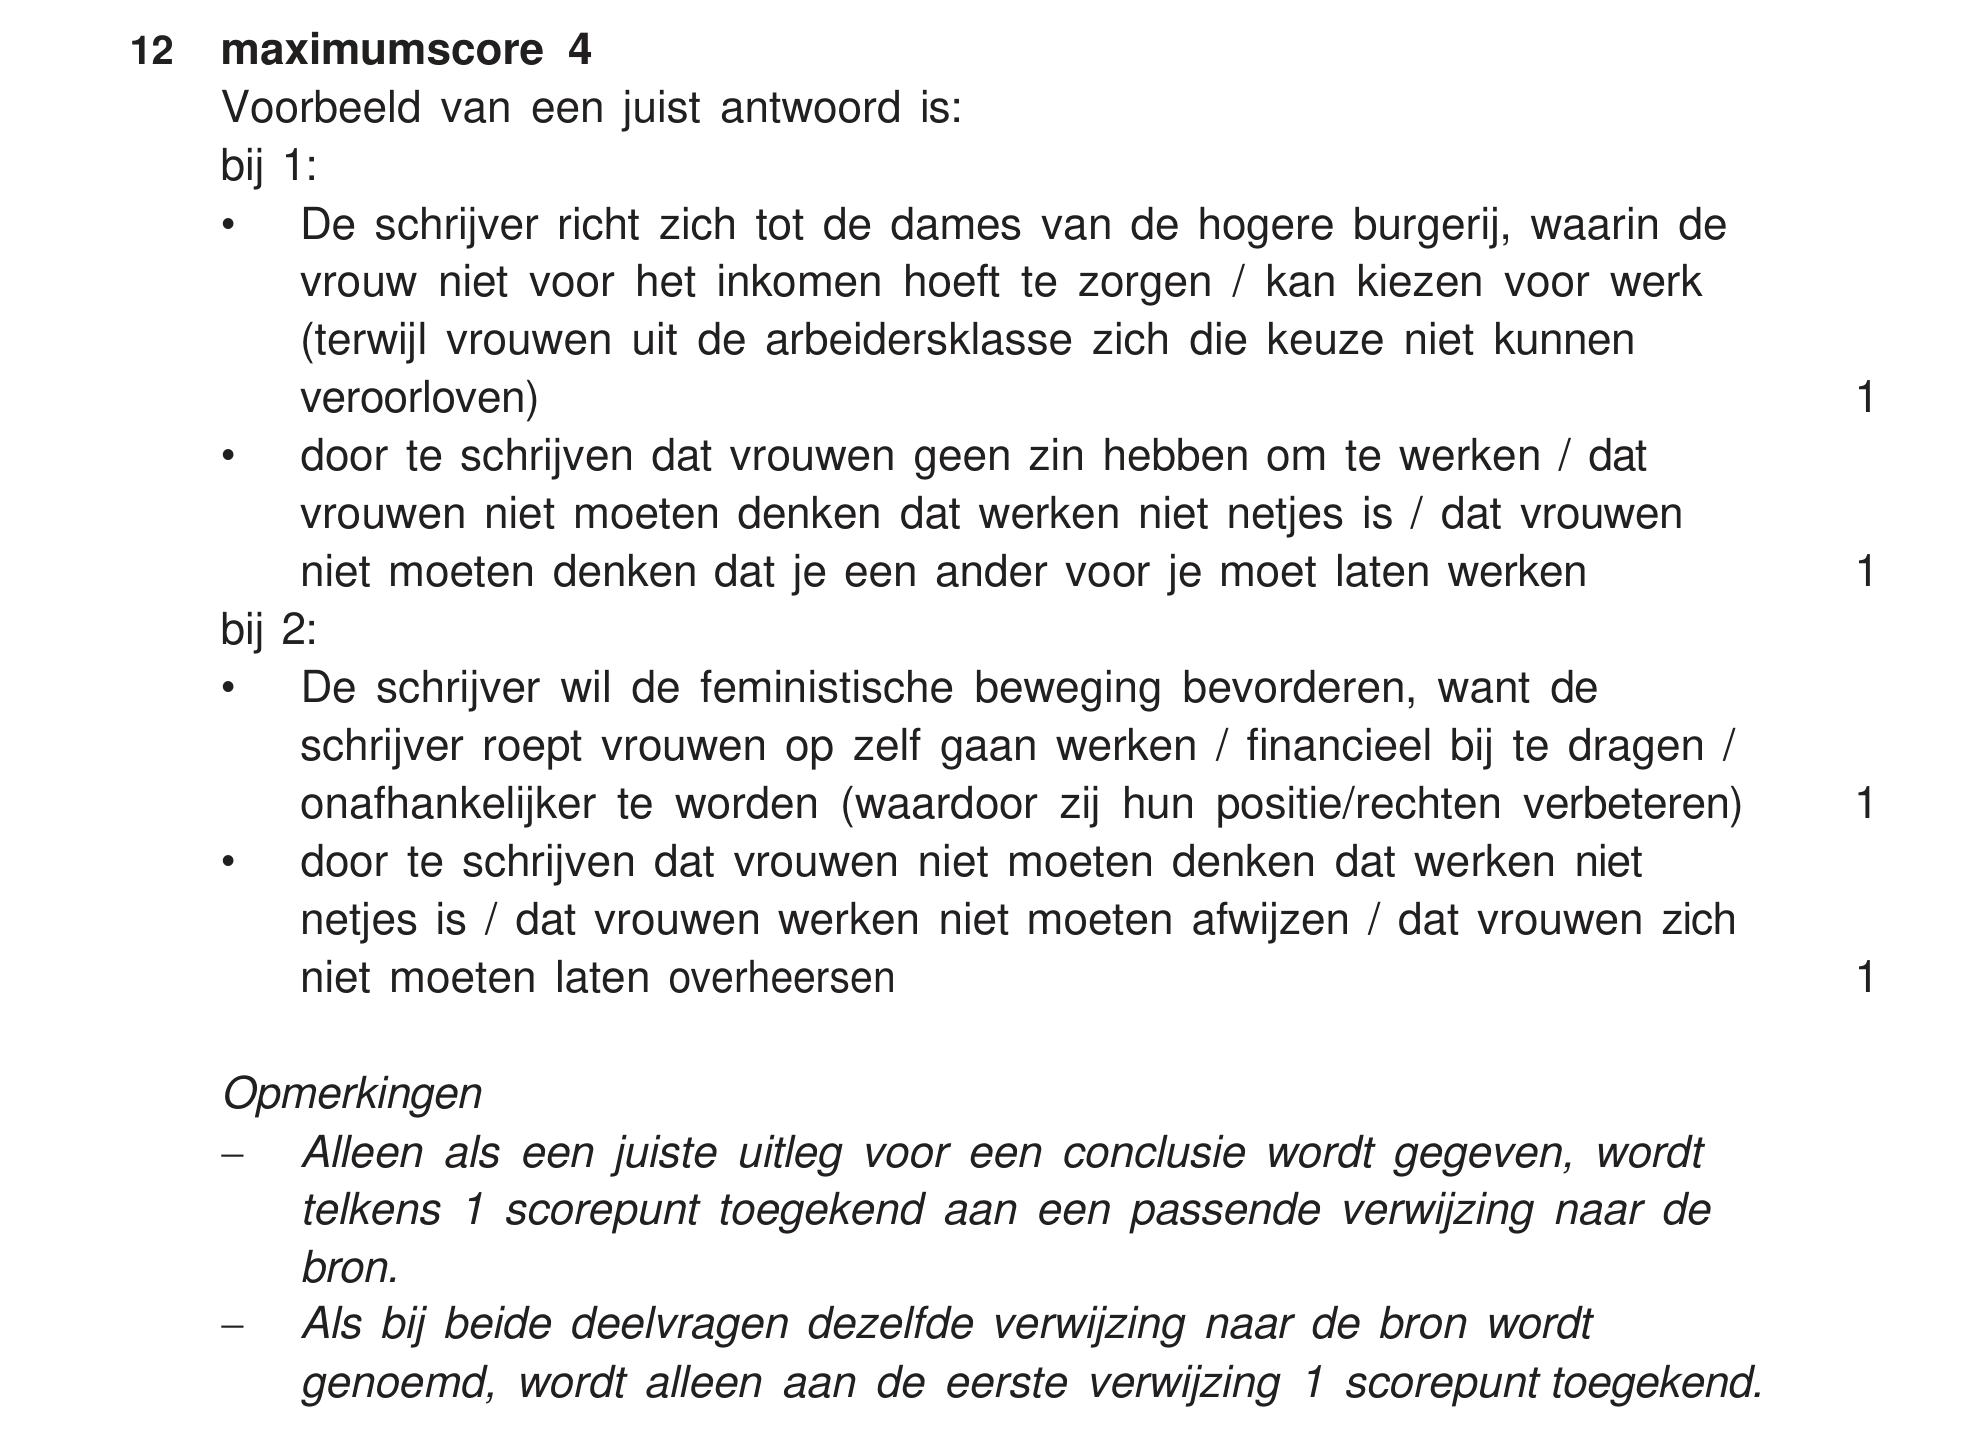 12 maximumscore 4
Voorbeeld van een juist antwoord is:
bij 1:
• De schrijver richt zich tot de dames van de hogere burgerij, waarin de
vrouw niet voor het inkomen hoeft te zorgen / kan kiezen voor werk
(terwijl vrouwen uit de arbeidersklasse zich die keuze niet kunnen
veroorloven) 1
• door te schrijven dat vrouwen geen zin hebben om te werken / dat
vrouwen niet moeten denken dat werken niet netjes is / dat vrouwen
niet moeten denken dat je een ander voor je moet laten werken 1
bij 2:
• De schrijver wil de feministische beweging bevorderen, want de
schrijver roept vrouwen op zelf gaan werken / financieel bij te dragen /
onafhankelijker te worden (waardoor zij hun positie/rechten verbeteren) 1
• door te schrijven dat vrouwen niet moeten denken dat werken niet
netjes is / dat vrouwen werken niet moeten afwijzen / dat vrouwen zich
niet moeten laten overheersen 1
Opmerkingen
– Alleen als een juiste uitleg voor een conclusie wordt gegeven, wordt
telkens 1 scorepunt toegekend aan een passende verwijzing naar de
bron.
– Als bij beide deelvragen dezelfde verwijzing naar de bron wordt
genoemd, wordt alleen aan de eerste verwijzing 1 scorepunt toegekend.